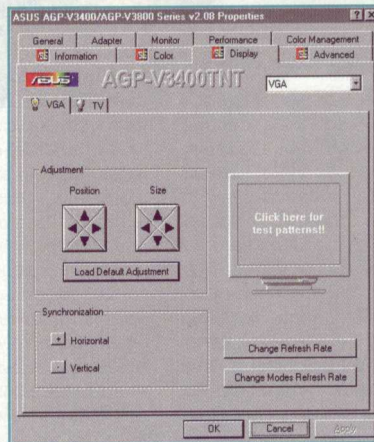 ASUS AGP-V3400/AGP-V3800 Series v2.08 Properties
General Adapter Monitor Performance Color Management
Information Color Display Advanced
ASUS AGP-V3400TNT VGA
VGA TV
Adjustment
Position Size
Click here for
test patterns!!
Load Default Adjustment
Synchronization
+ Horizontal
Change Refresh Rate
- Vertical
Change Modes Refresh Rate
OK Cancel Apply